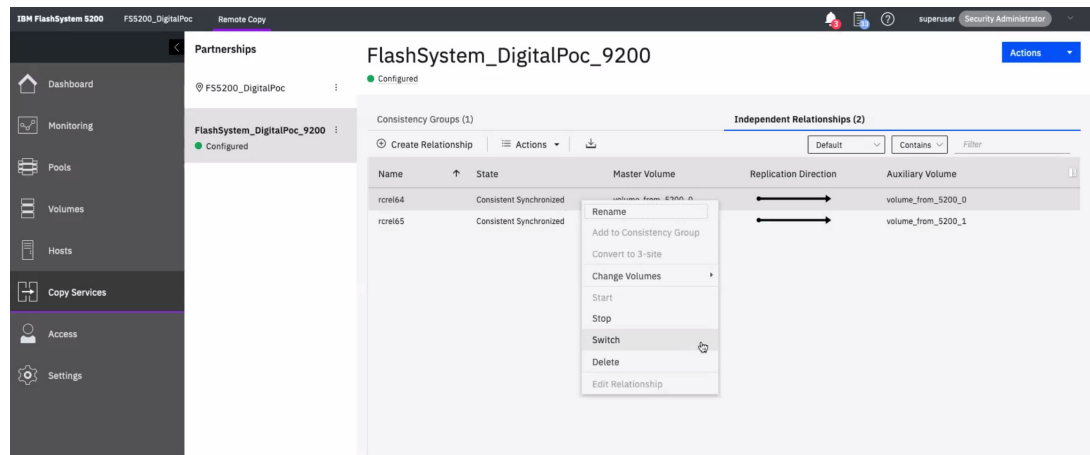 IBM FlashSystem 5200 FS5200_DigitalPoc Remote Copy superuser Security Administrator
Partnerships
FlashSystem_DigitalPoc_9200
Actions
Configured
Dashboard
FS5200_DigitalPoc
Monitoring
FlashSystem_DigitalPoc_9200
Configured
Pools
Volumes
Hosts
Copy Services
Access
Settings
Consistency Groups (1) Independent Relationships (2)
Create Relationship Actions Default Contains Filter
Name State Master Volume Replication Direction Auxiliary Volume
rcrel64 Consistent Synchronized volume_from_5200_0 volume_from_5200_0
rcrel65 Consistent Synchronized volume_from_5200_1
Rename
Add to Consistency Group
Convert to 3-site
Change Volumes
Start
Stop
Switch
Delete
Edit Relationship